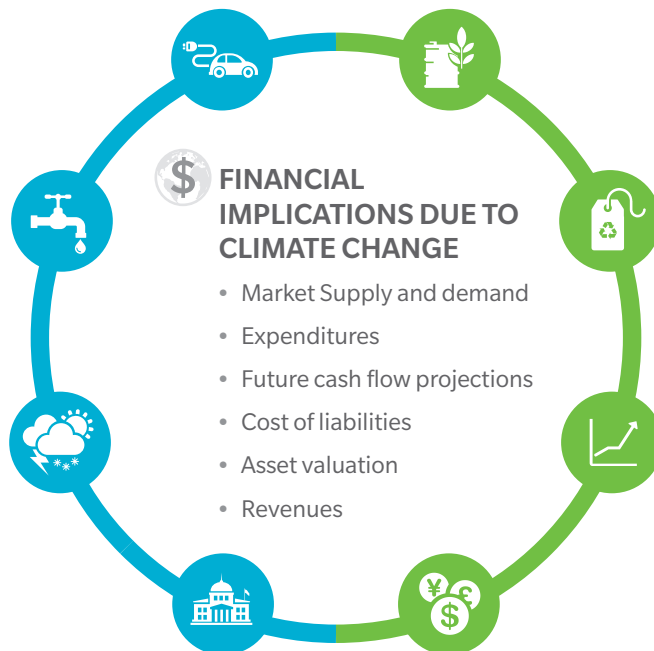 $ FINANCIAL
IMPLICATIONS DUE TO
CLIMATE CHANGE
• Market Supply and demand
• Expenditures
• Future cash flow projections
• Cost of liabilities
• Asset valuation
• Revenues
¥ £
$